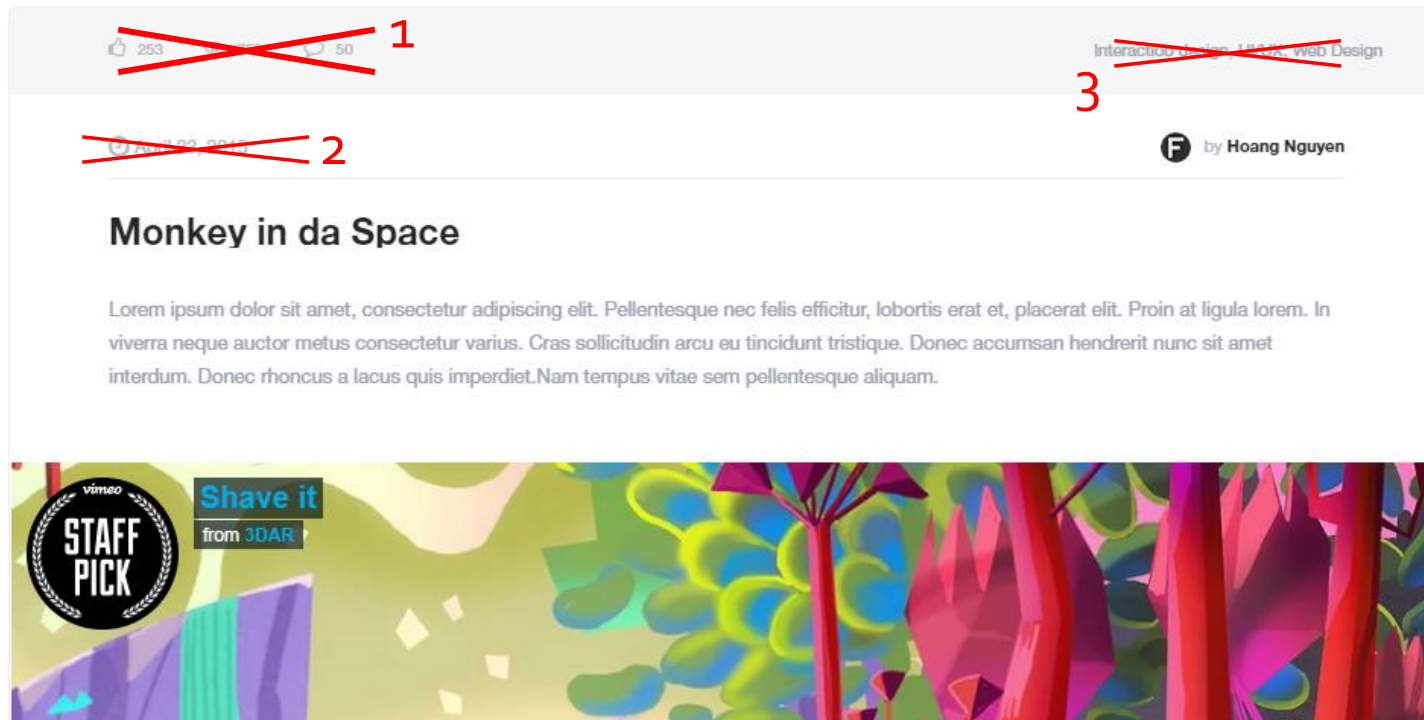 253 50 1
Interactiob design, UI/UX, Web Design
3
April 23, 2015 2
F by Hoang Nguyen
Monkey in da Space
Lorem ipsum dolor sit amet, consectetur adipiscing elit. Pellentesque nec felis efficitur, lobortis erat et, placerat elit. Proin at ligula lorem. In
viverra neque auctor metus consectetur varius. Cras sollicitudin arcu eu tincidunt tristique. Donec accumsan hendrerit nunc sit amet
interdum. Donec rhoncus a lacus quis imperdiet.Nam tempus vitae sem pellentesque aliquam.
vimeo
STAFF
PICK
Shave it
from 3DAR